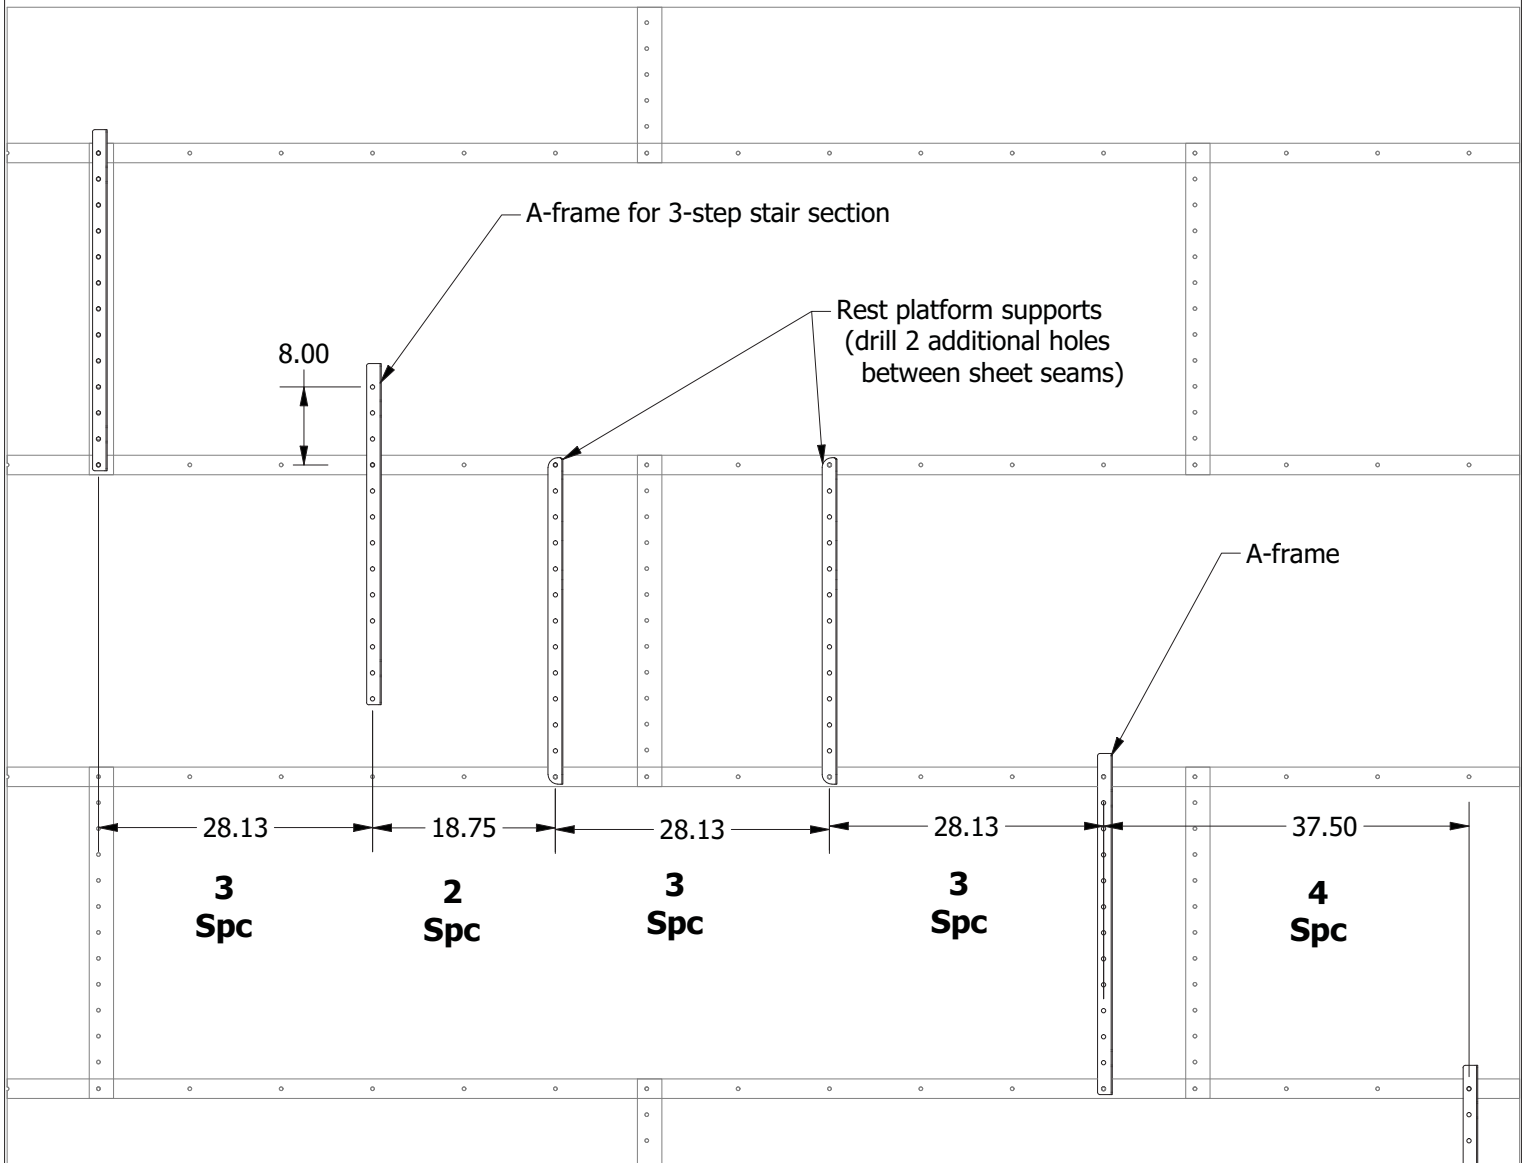 A-frame for 3-step stair section
Rest platform supports
(drill 2 additional holes
between sheet seams)
8.00
A-frame
28.13
18.75
28.13
28.13
37.50
3
Spc
2
Spc
3
Spc
3
Spc
4
Spc